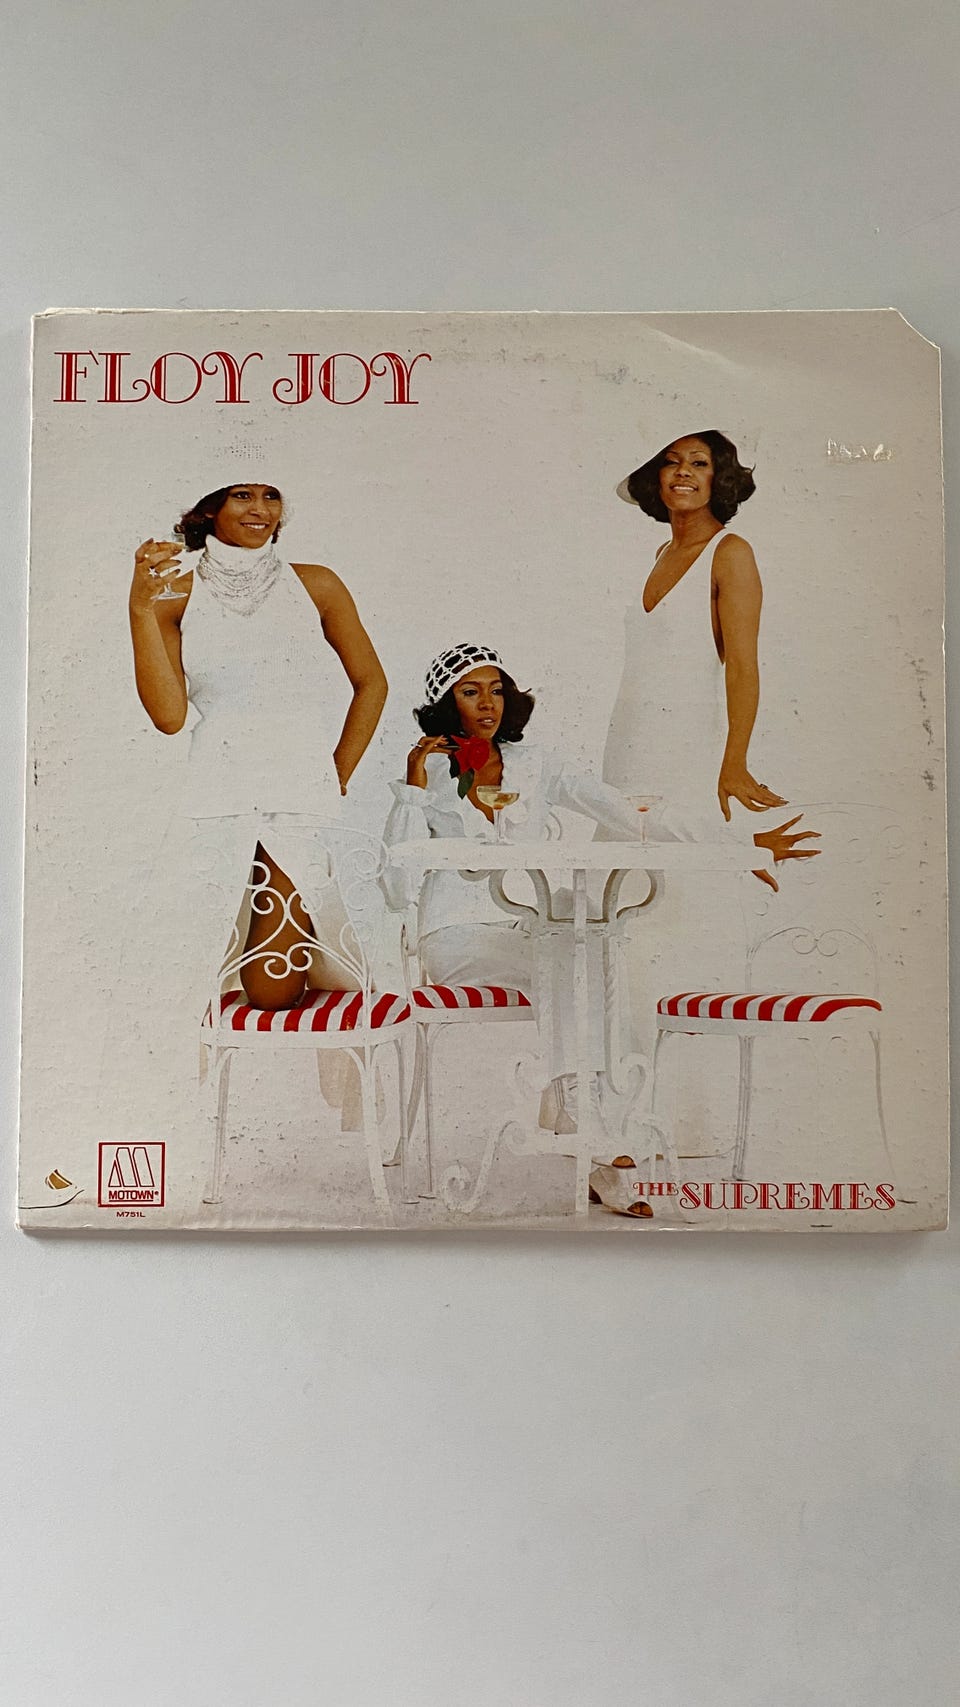 FLOY JOY
MOTOWN®
M751L
THE SUPREMES